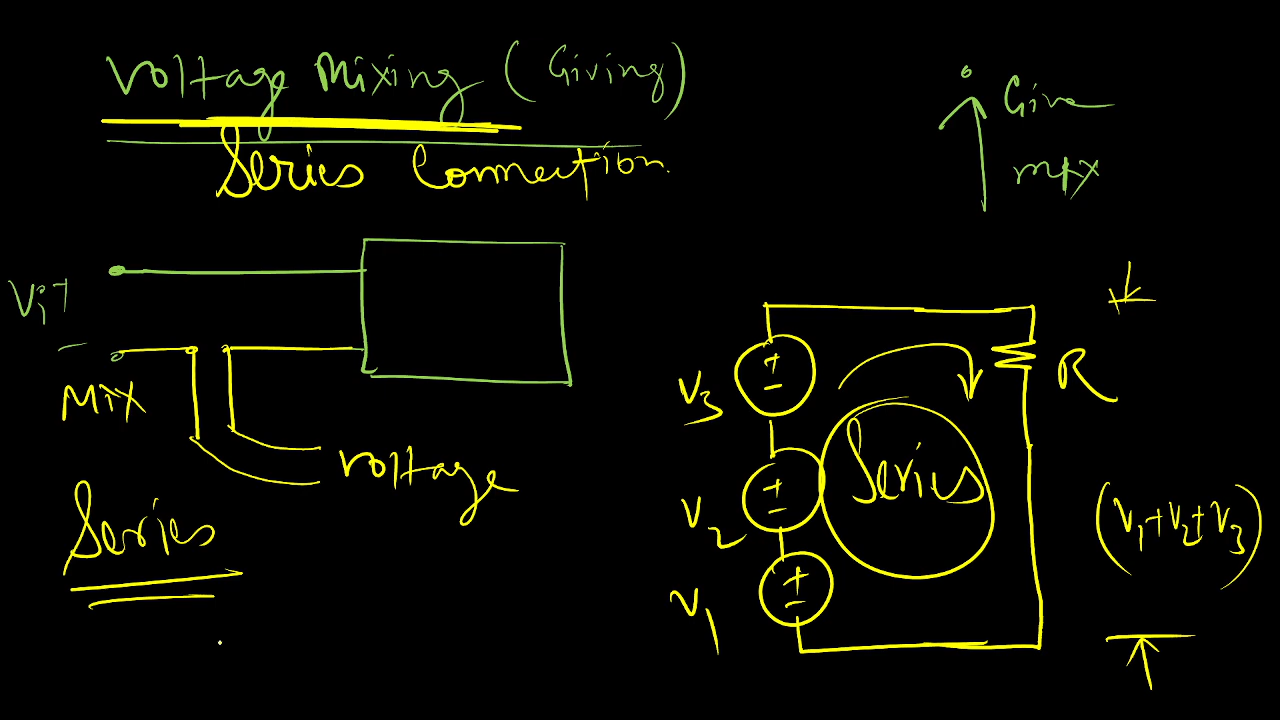 Voltage Mixing (Giving)
Series Connection
Give
mix
Vi +
-
Mix
voltage
Series
V3
+
-
R
Series
V2
+
-
(V1+V2+V3)
V1
+
-